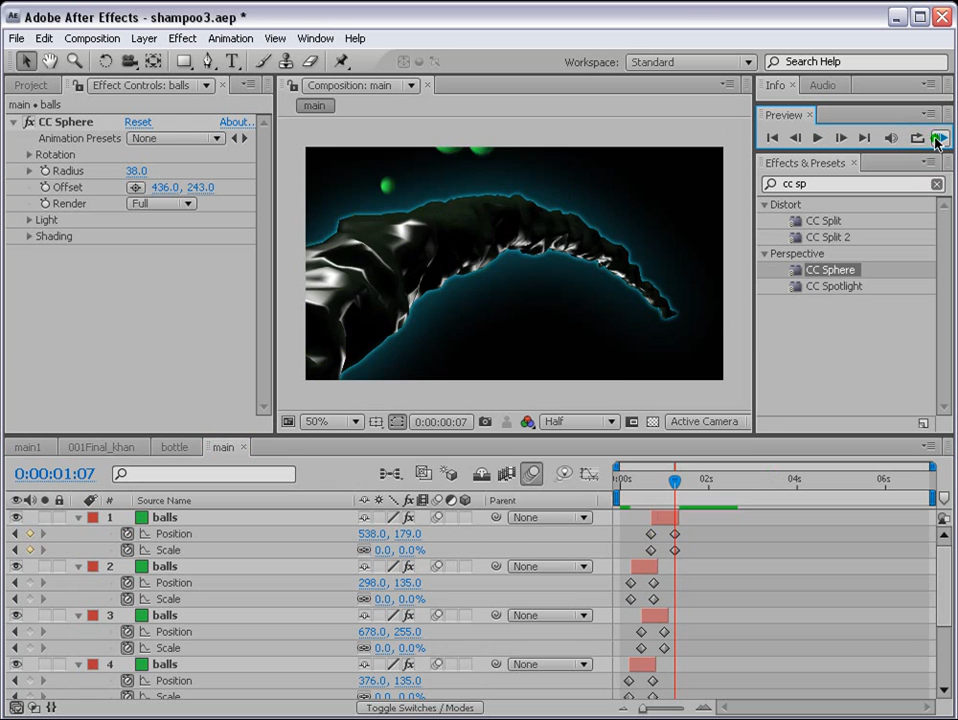 Adobe After Effects - shampoo3.aep *
File Edit Composition Layer Effect Animation View Window Help
Workspace: Standard Search Help
Project Effect Controls: balls Composition: main Info Audio
main • balls main Preview
fx CC Sphere Reset About..
Animation Presets None
Rotation
Radius 38.0
Offset 436.0, 243.0
Render Full
Light
Shading
Effects & Presets
cc sp
Distort
CC Split
CC Split 2
Perspective
CC Sphere
CC Spotlight
50% 0:00:00:07 Half Active Camera
main1 001Final_khan bottle main
0:00:01:07
):00s 02s 04s 06s
# Source Name fx Parent
1 balls fx None
Position 538.0, 179.0
Scale 0.0, 0.0%
2 balls fx None
Position 298.0, 135.0
Scale 0.0, 0.0%
3 balls fx None
Position 678.0, 255.0
Scale 0.0, 0.0%
4 balls fx None
Position 376.0, 135.0
Scale 0.0, 0.0%
Toggle Switches / Modes